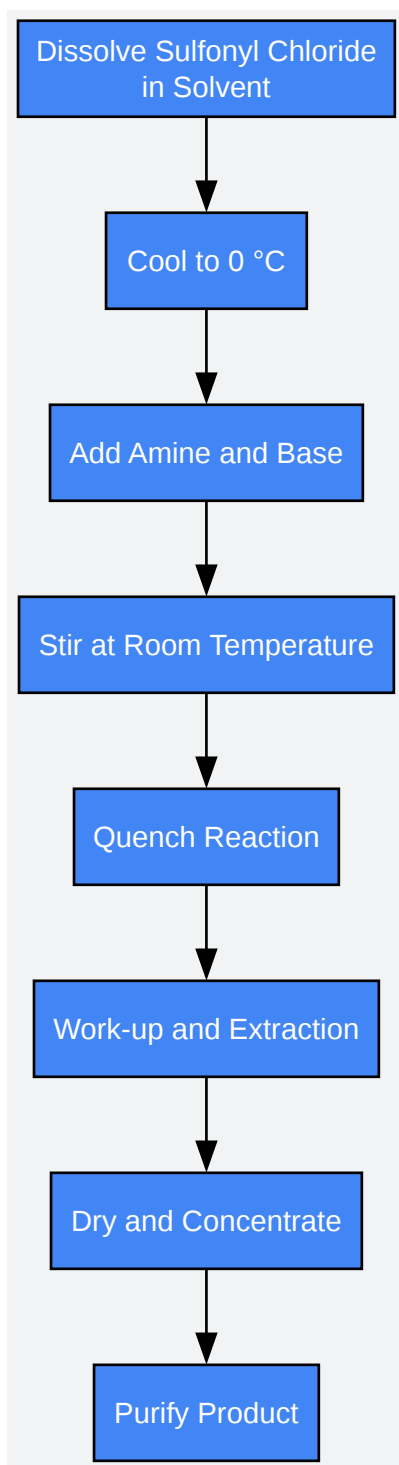 Dissolve Sulfonyl Chloride
in Solvent
Cool to 0 °C
Add Amine and Base
Stir at Room Temperature
Quench Reaction
Work-up and Extraction
Dry and Concentrate
Purify Product